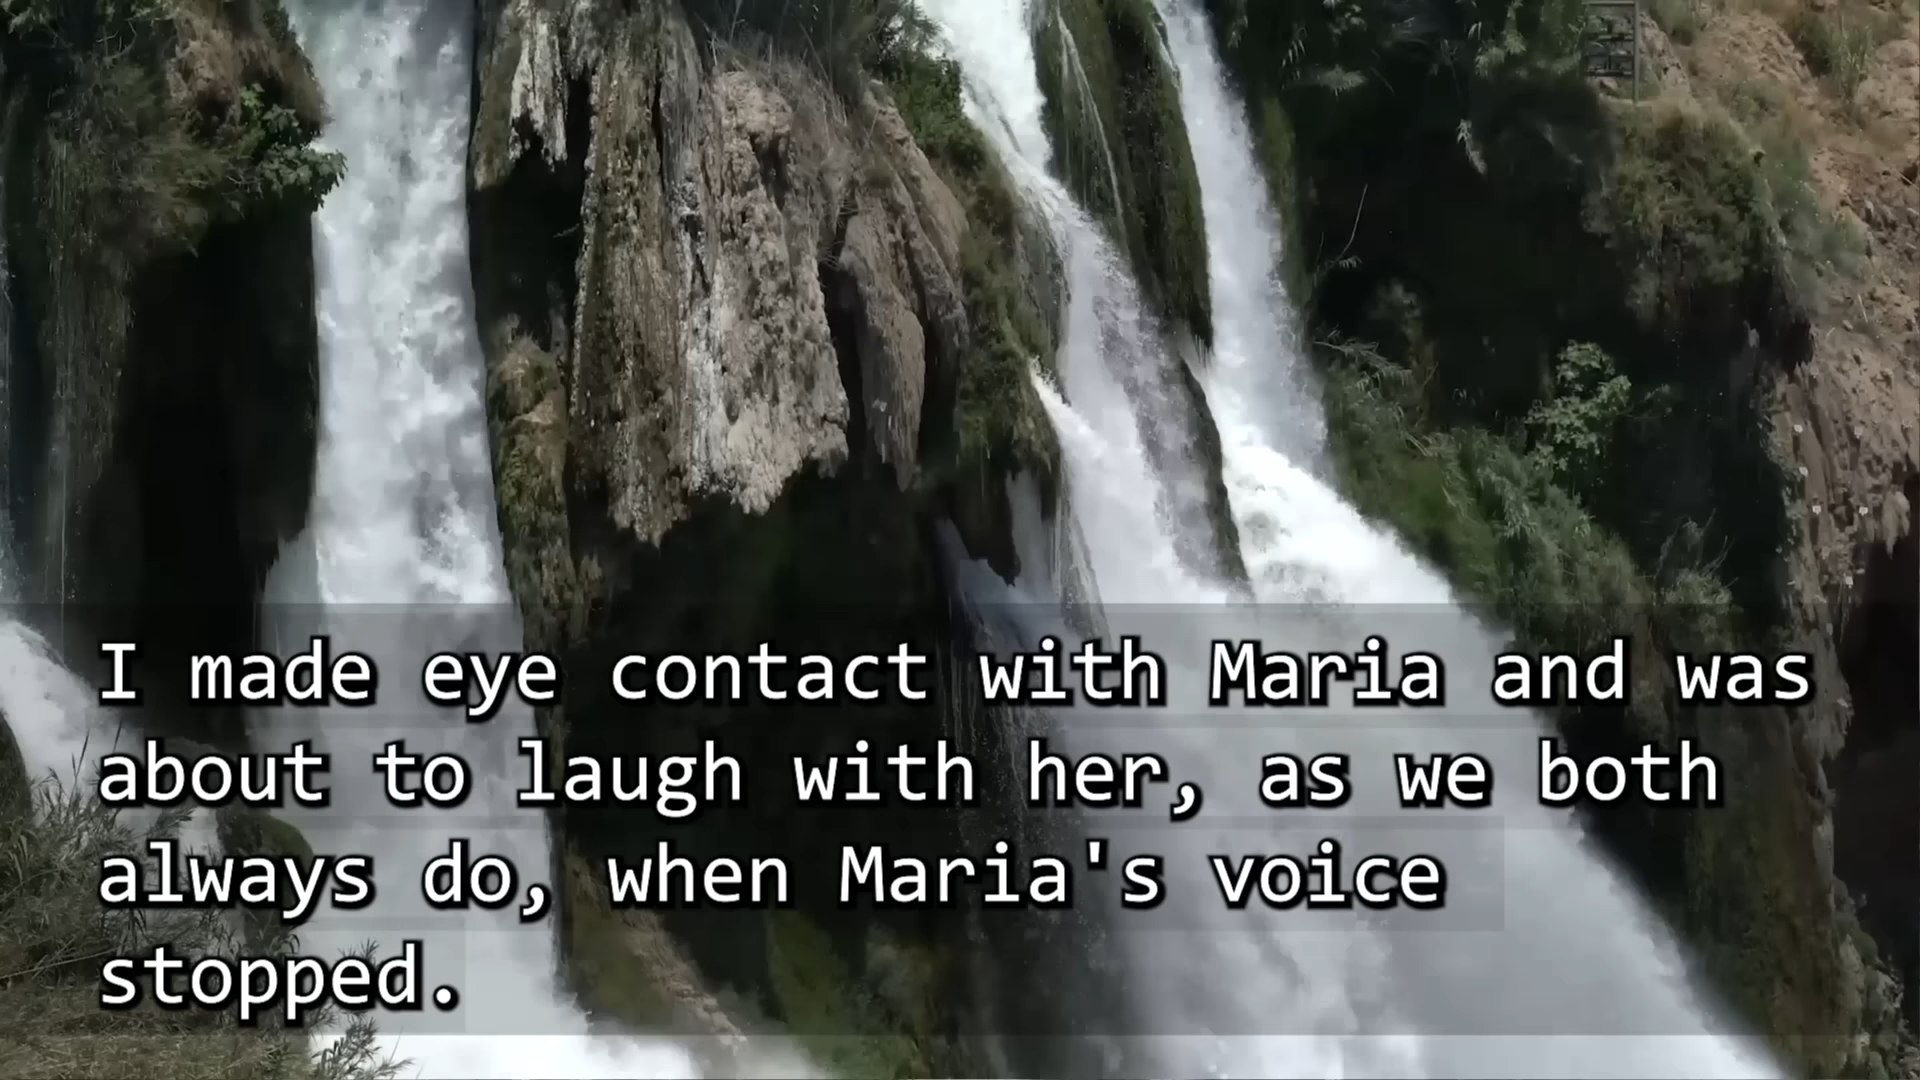 I made eye contact with Maria and was
about to laugh with her, as we both
always do, when Maria's voice
stopped.